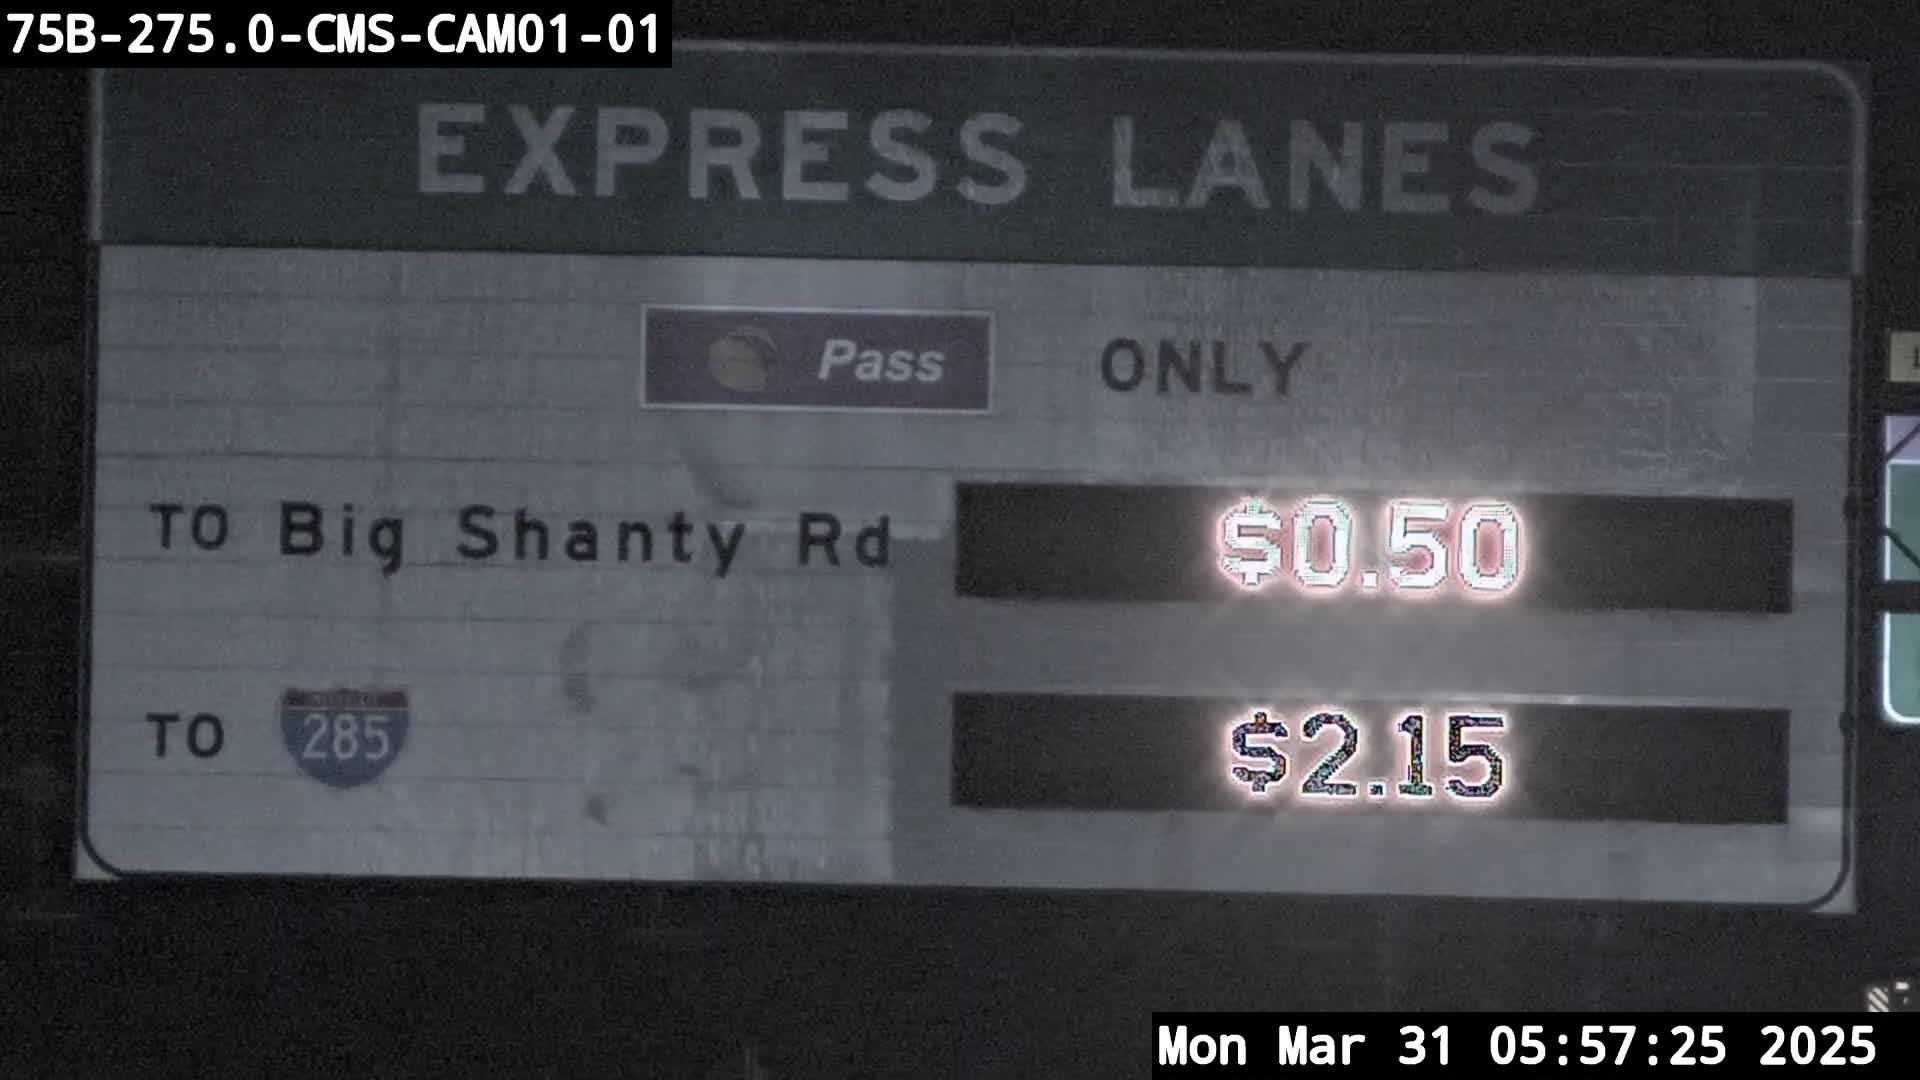 75B-275.0-CMS-CAM01-01
EXPRESS LANES
Pass ONLY
TO Big Shanty Rd $0.50
TO 285 $2.15
Mon Mar 31 05:57:25 2025